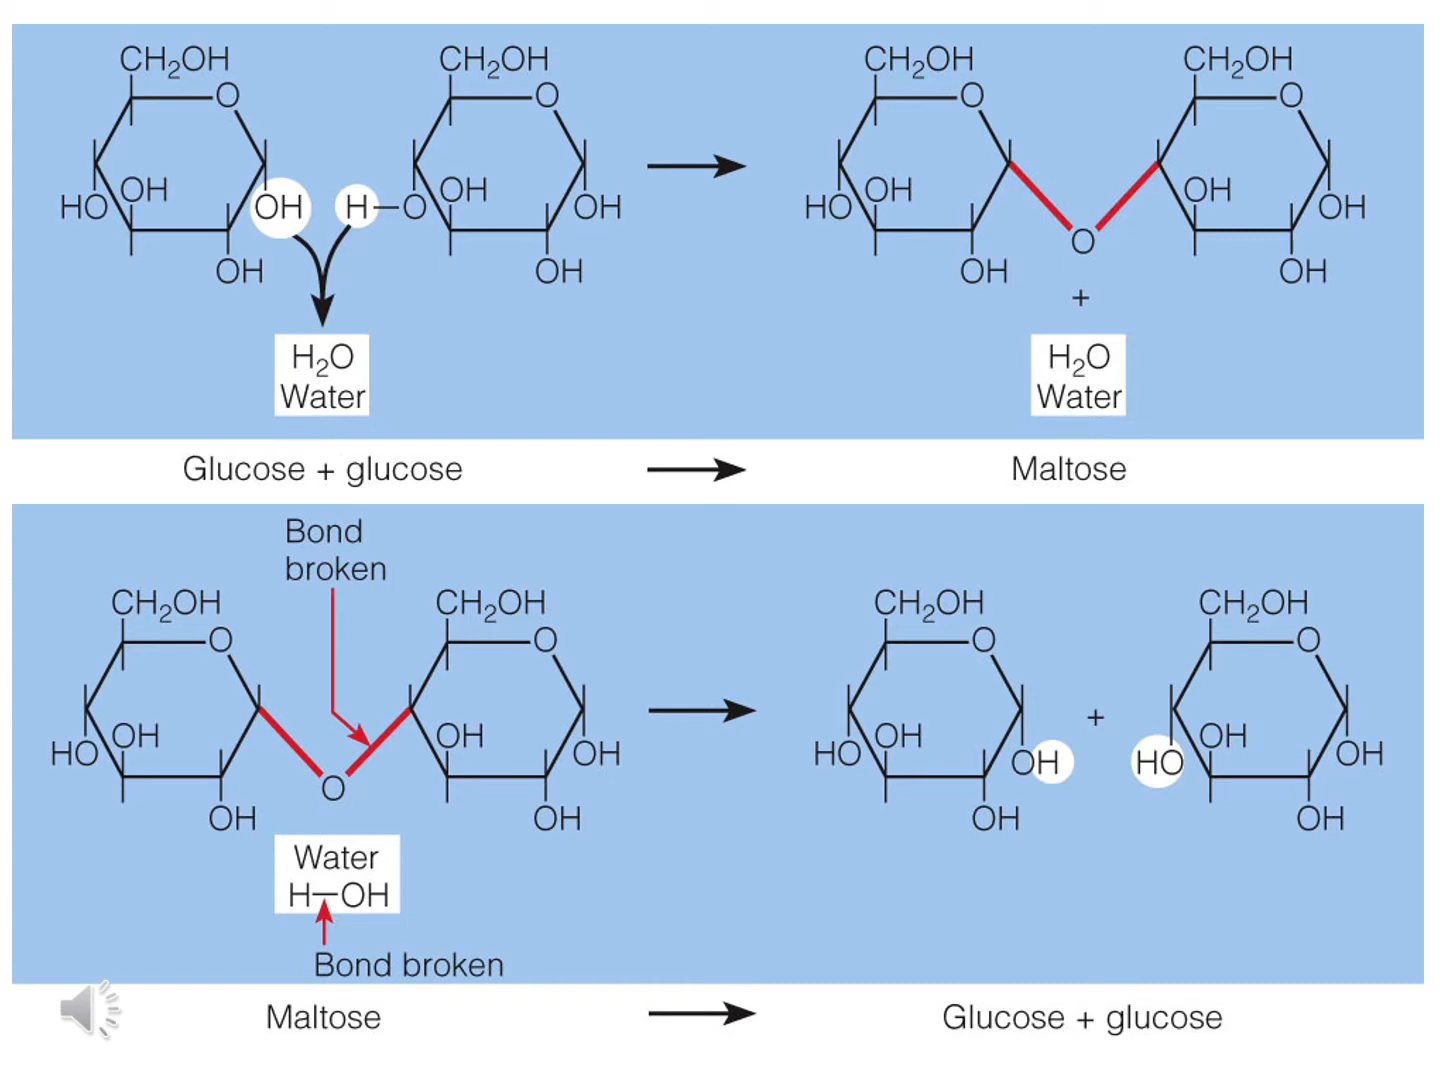 CH₂OH CH₂OH CH₂OH CH₂OH
O O O O
HO OH OH H—O OH OH HO OH OH OH
OH OH O OH OH
+
H₂O
Water
H₂O
Water
Glucose + glucose
Maltose
Bond
broken
CH₂OH CH₂OH CH₂OH CH₂OH
O O O O
+
HO OH OH OH HO OH OH HO OH OH
O
OH OH OH OH
Water
H—OH
Bond broken
Maltose
Glucose + glucose